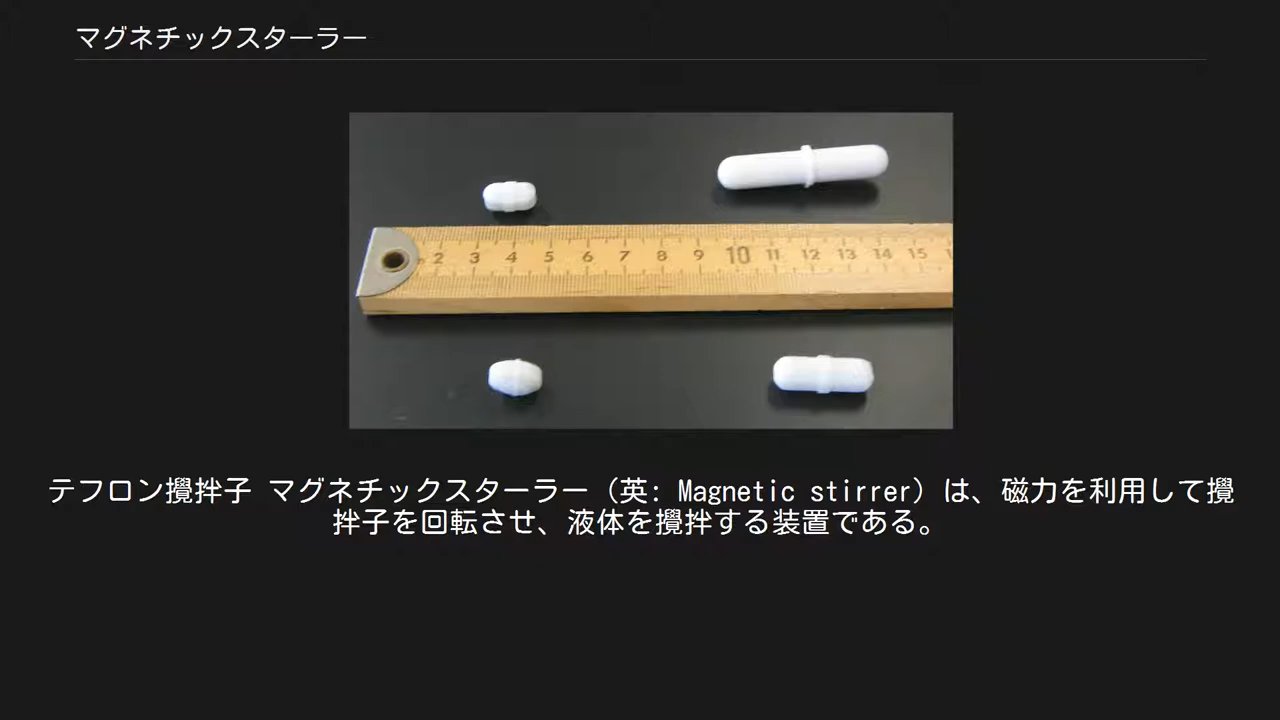 マグネチックスターラー
2 3 4 5 6 7 8 9 10 11 12 13 14 15
テフロン攪拌子 マグネチックスターラー（英: Magnetic stirrer）は、磁力を利用して攪
拌子を回転させ、液体を攪拌する装置である。